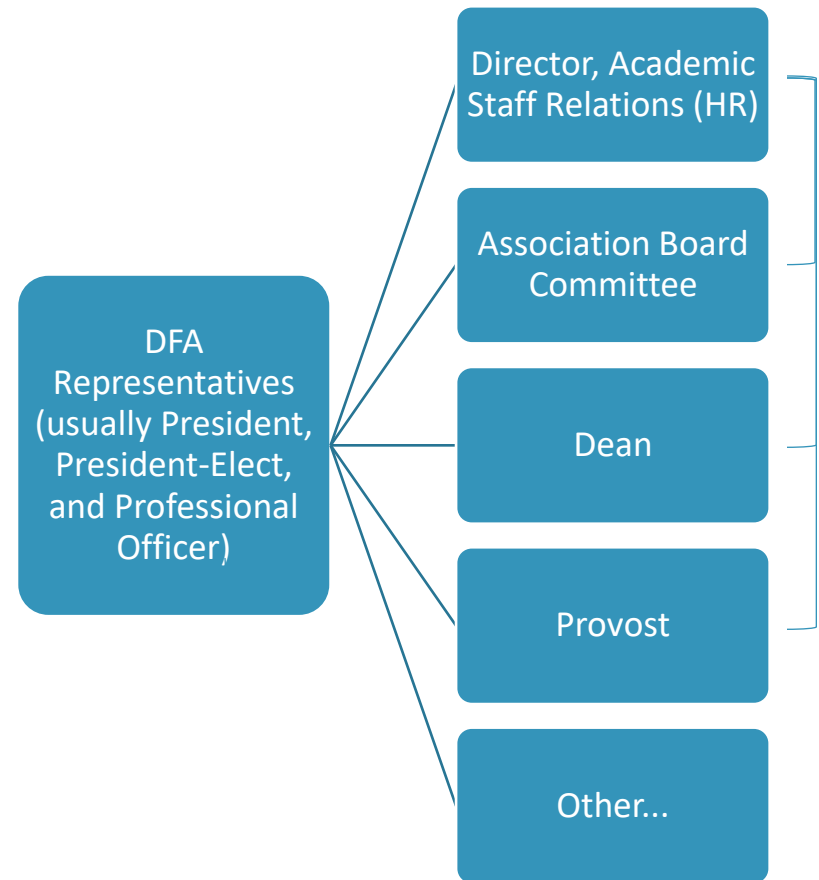 DFA
Representatives
(usually President,
President-Elect,
and Professional
Officer)
Director, Academic
Staff Relations (HR)
Association Board
Committee
Dean
Provost
Other...